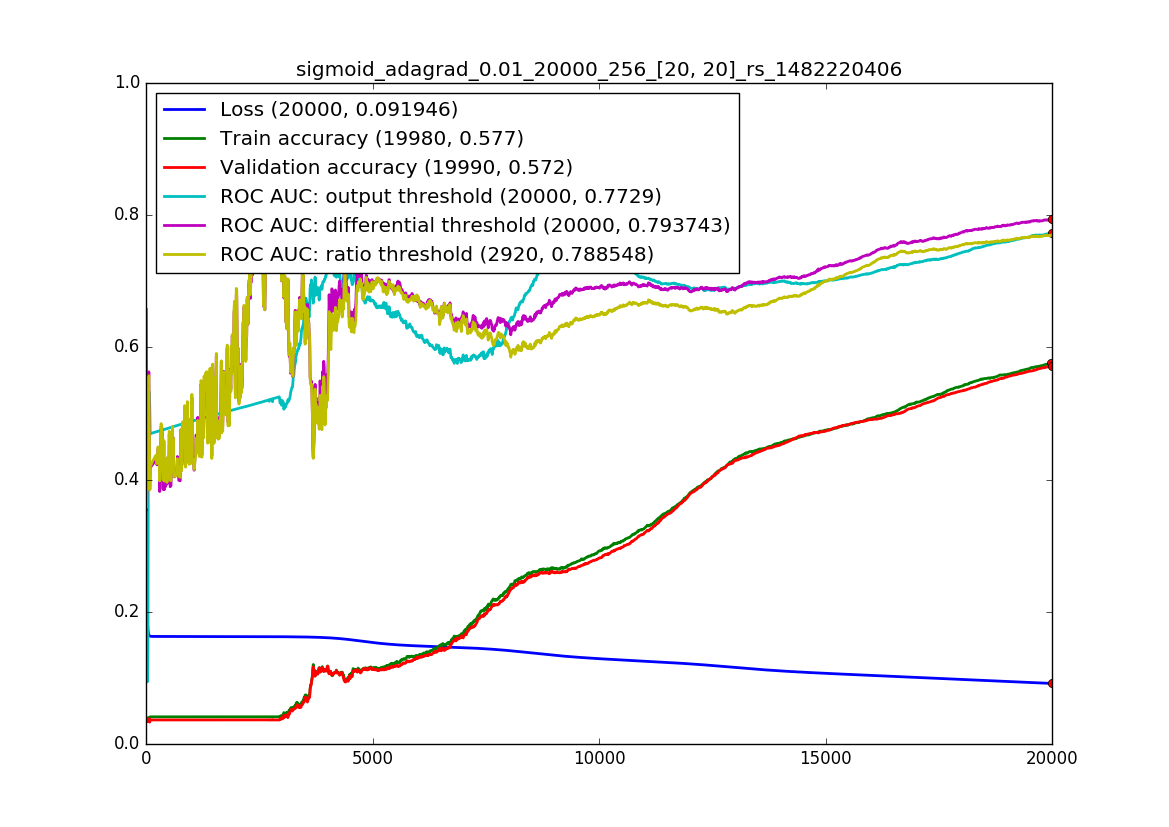 sigmoid_adagrad_0.01_20000_256_[20, 20]_rs_1482220406
1.0
Loss (20000, 0.091946)
Train accuracy (19980, 0.577)
Validation accuracy (19990, 0.572)
ROC AUC: output threshold (20000, 0.7729)
ROC AUC: differential threshold (20000, 0.793743)
ROC AUC: ratio threshold (2920, 0.788548)
0.8
0.6
0.4
0.2
0.0
0 5000 10000 15000 20000